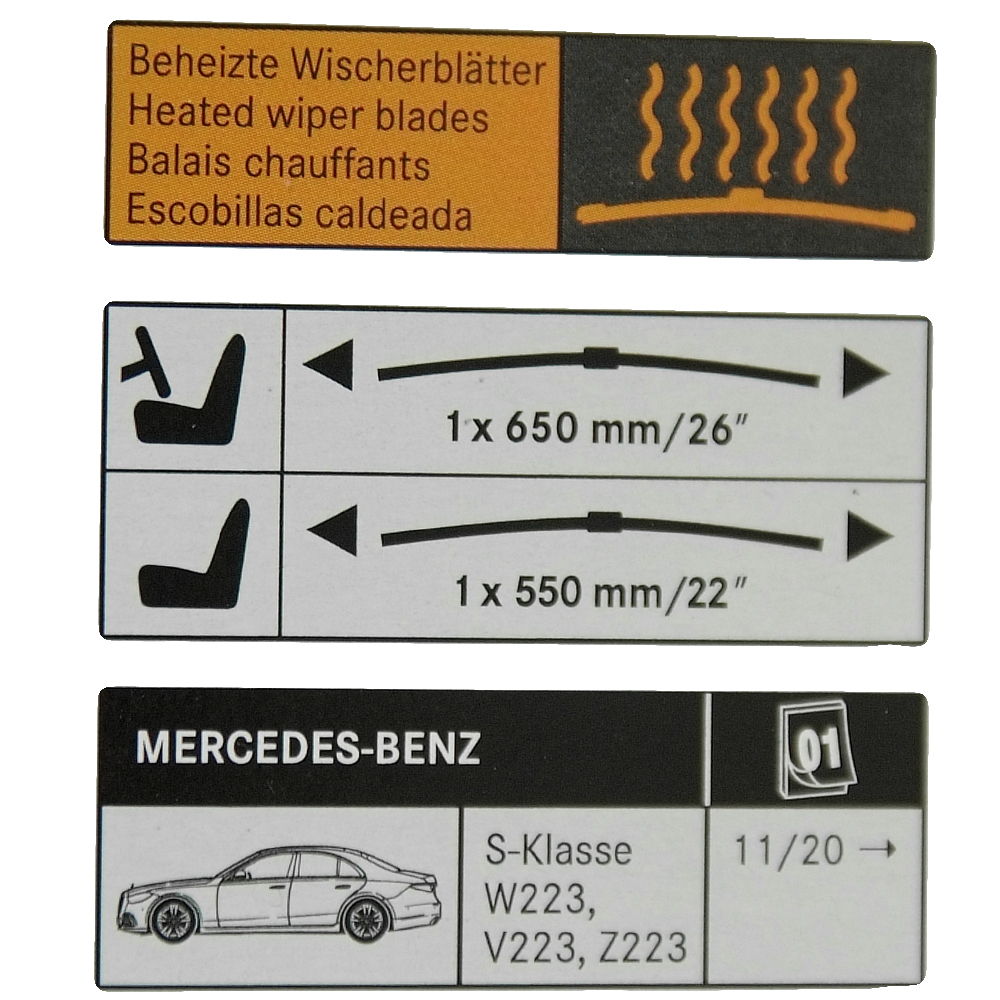 Beheizte Wischerblätter
Heated wiper blades
Balais chauffants
Escobillas caldeada
1 x 650 mm/26″
1 x 550 mm/22″
MERCEDES-BENZ
01
S-Klasse
W223,
V223, Z223
11/20 →